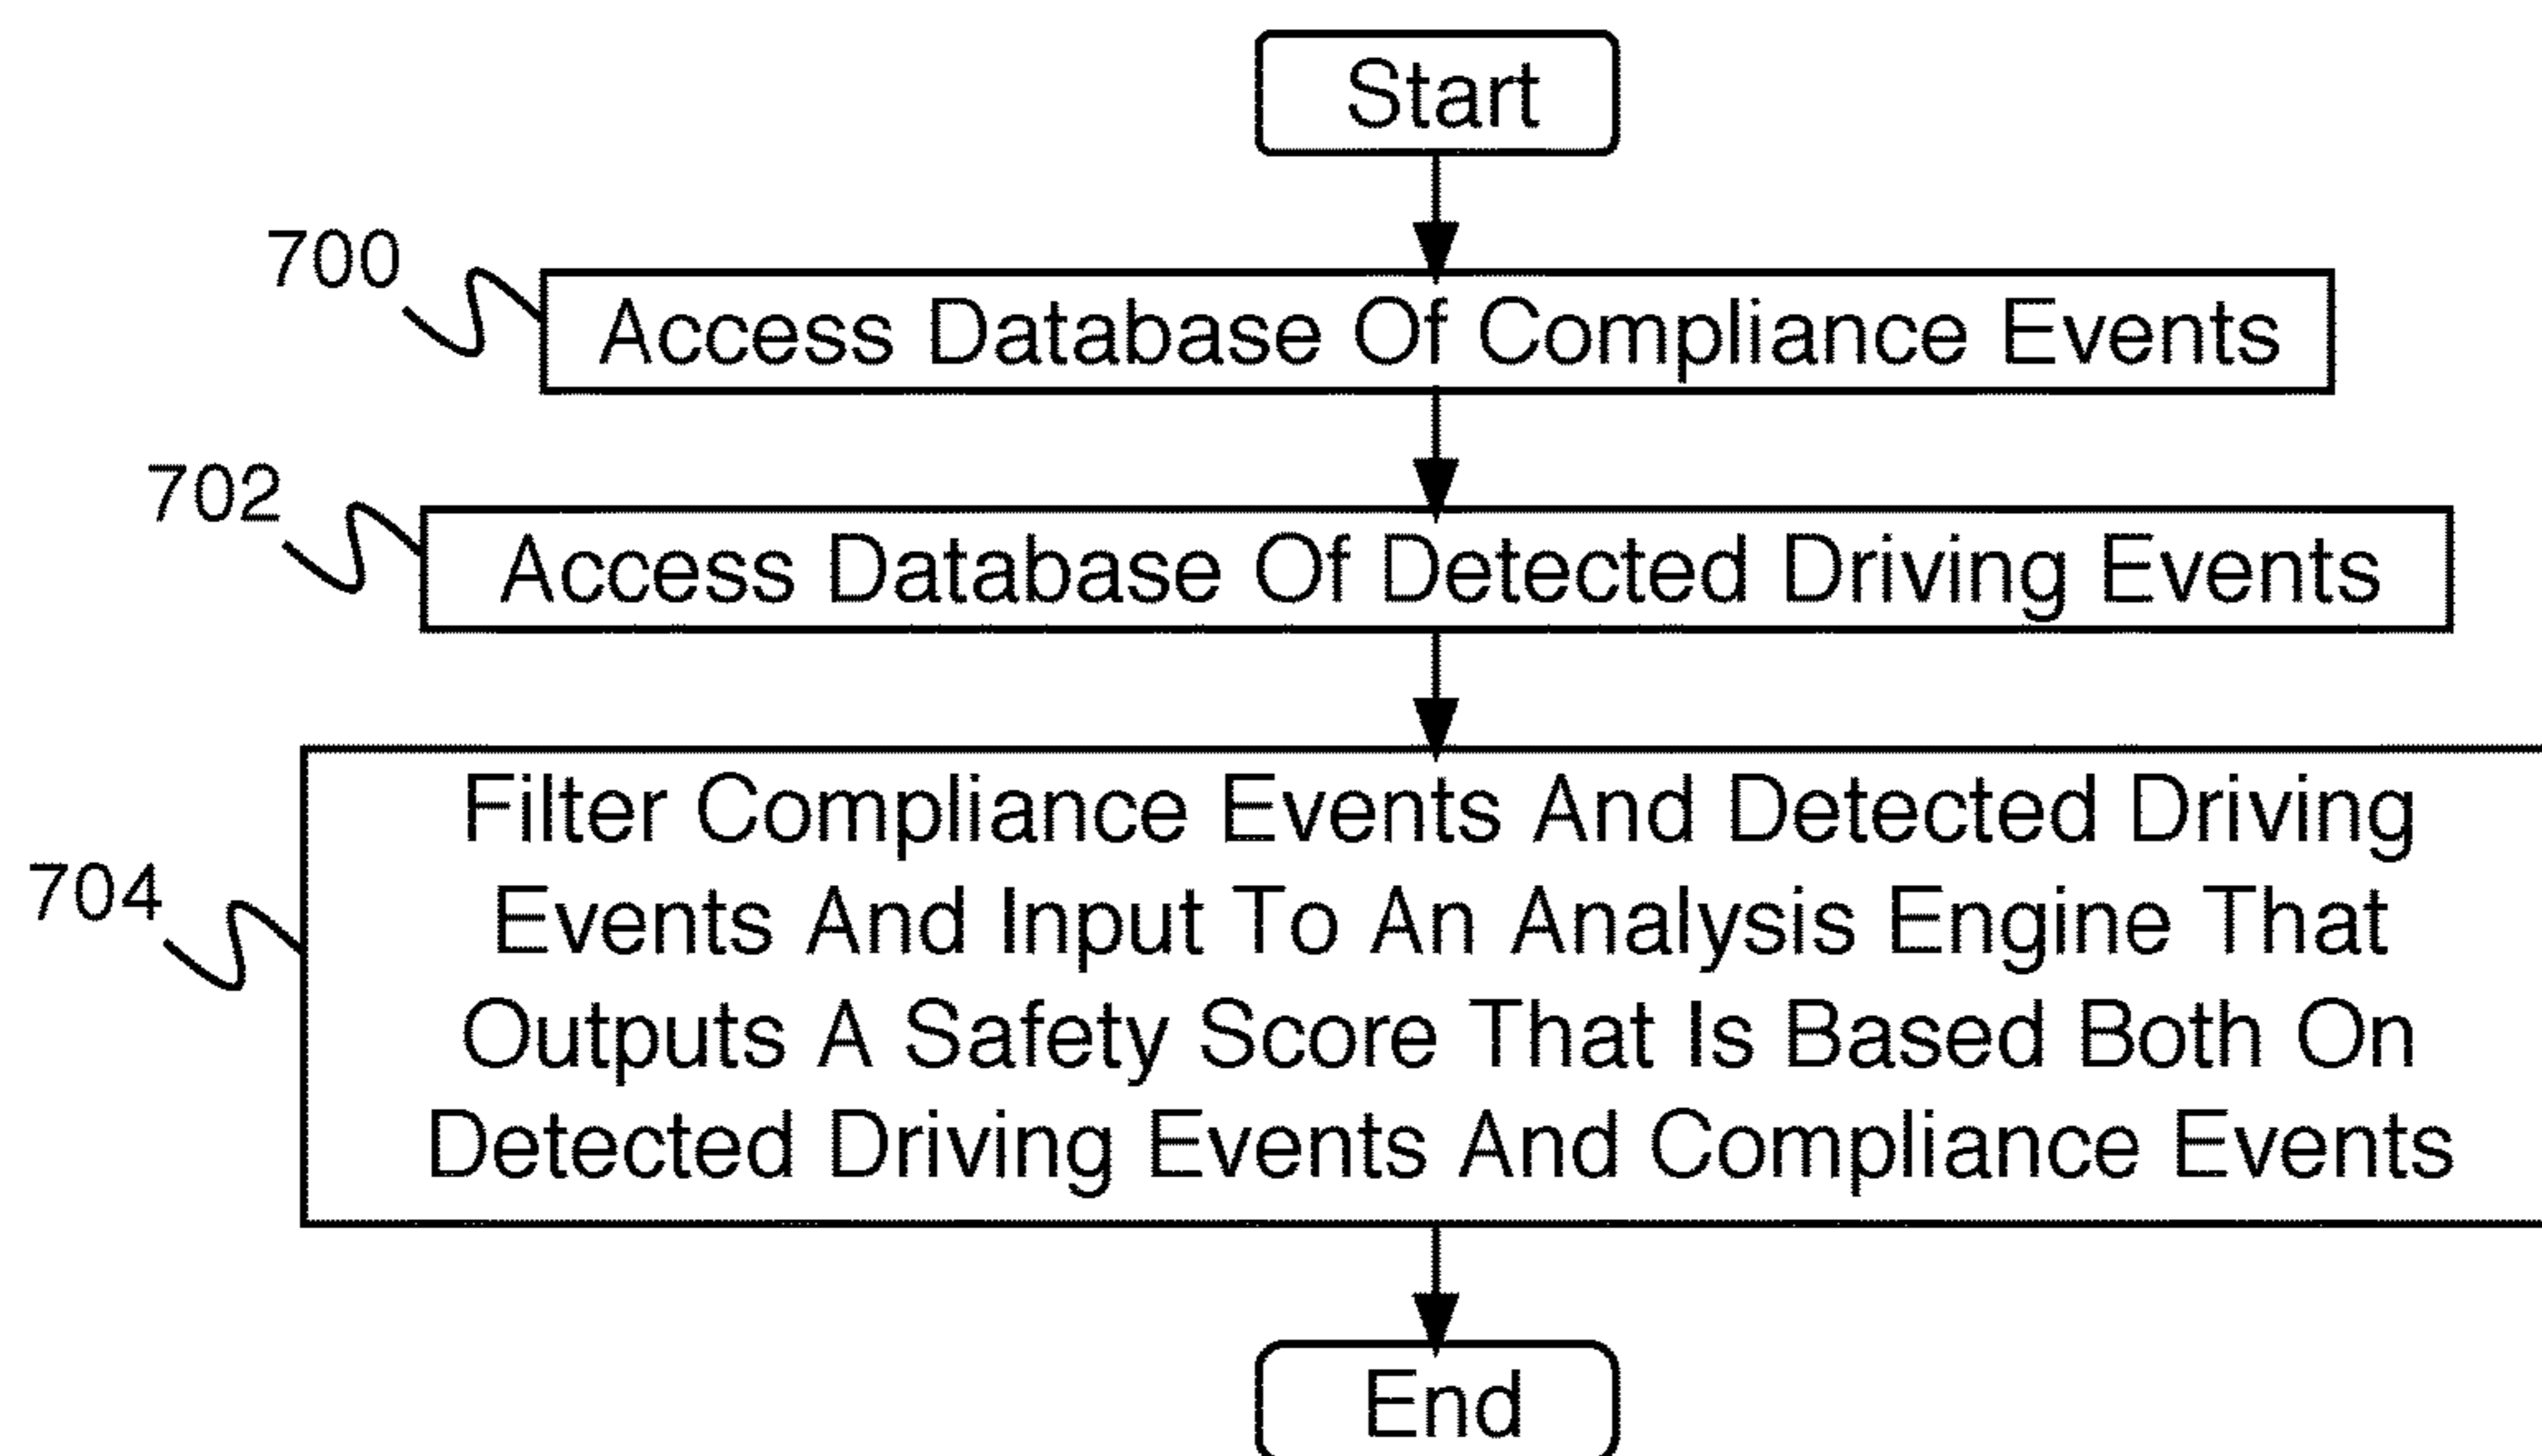 Start
700
Access Database Of Compliance Events
702
Access Database Of Detected Driving Events
704
Filter Compliance Events And Detected Driving
Events And Input To An Analysis Engine That
Outputs A Safety Score That Is Based Both On
Detected Driving Events And Compliance Events
End